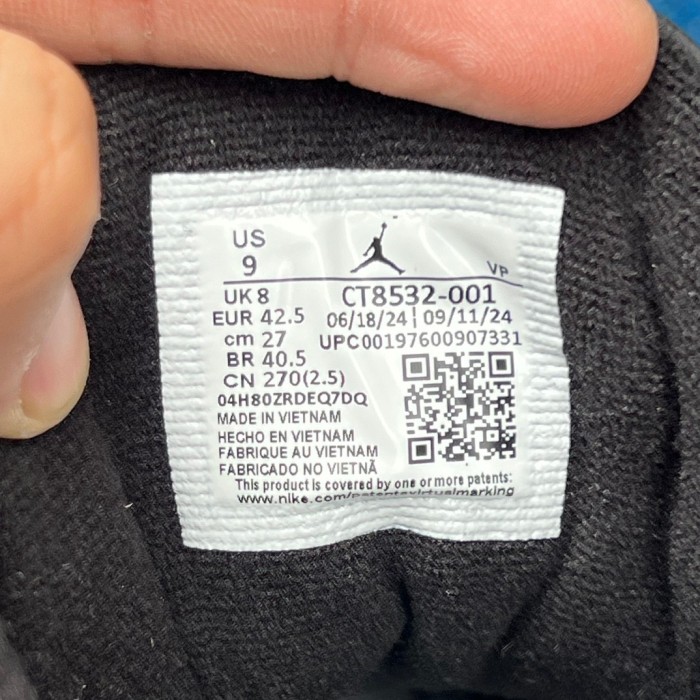 US
9
VP
UK 8
CT8532-001
EUR 42.5
06/18/24 | 09/11/24
cm 27
UPC00197600907331
BR 40.5
CN 270(2.5)
04H80ZRDEQ7DQ
MADE IN VIETNAM
HECHO EN VIETNAM
FABRIQUE AU VIETNAM
FABRICADO NO VIETNÃ
This product is covered by one or more patents:
www.nike.com/patentsvirtualmarking